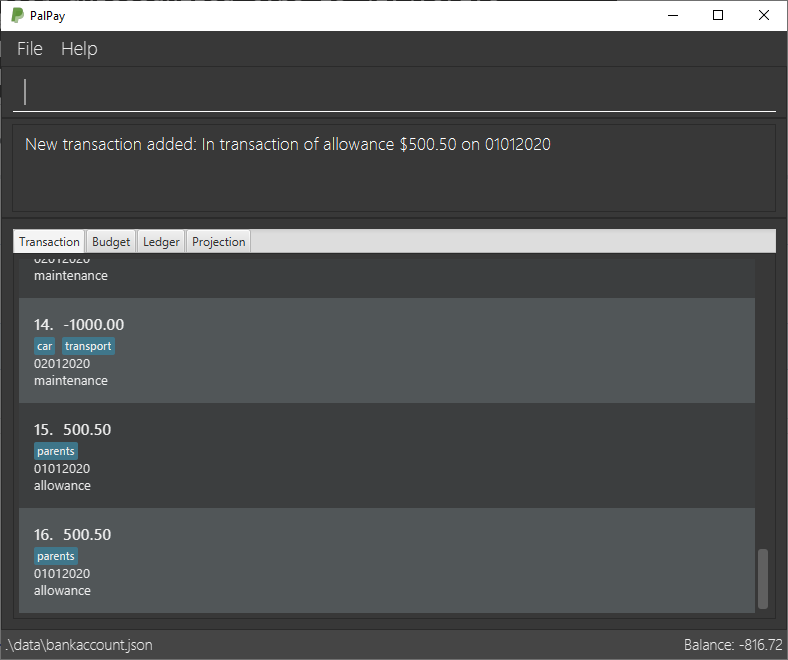 PalPay
File Help
New transaction added: In transaction of allowance $500.50 on 01012020
Transaction Budget Ledger Projection
02012020
maintenance
14. -1000.00
car transport
02012020
maintenance
15. 500.50
parents
01012020
allowance
16. 500.50
parents
01012020
allowance
.\data\bankaccount.json Balance: -816.72